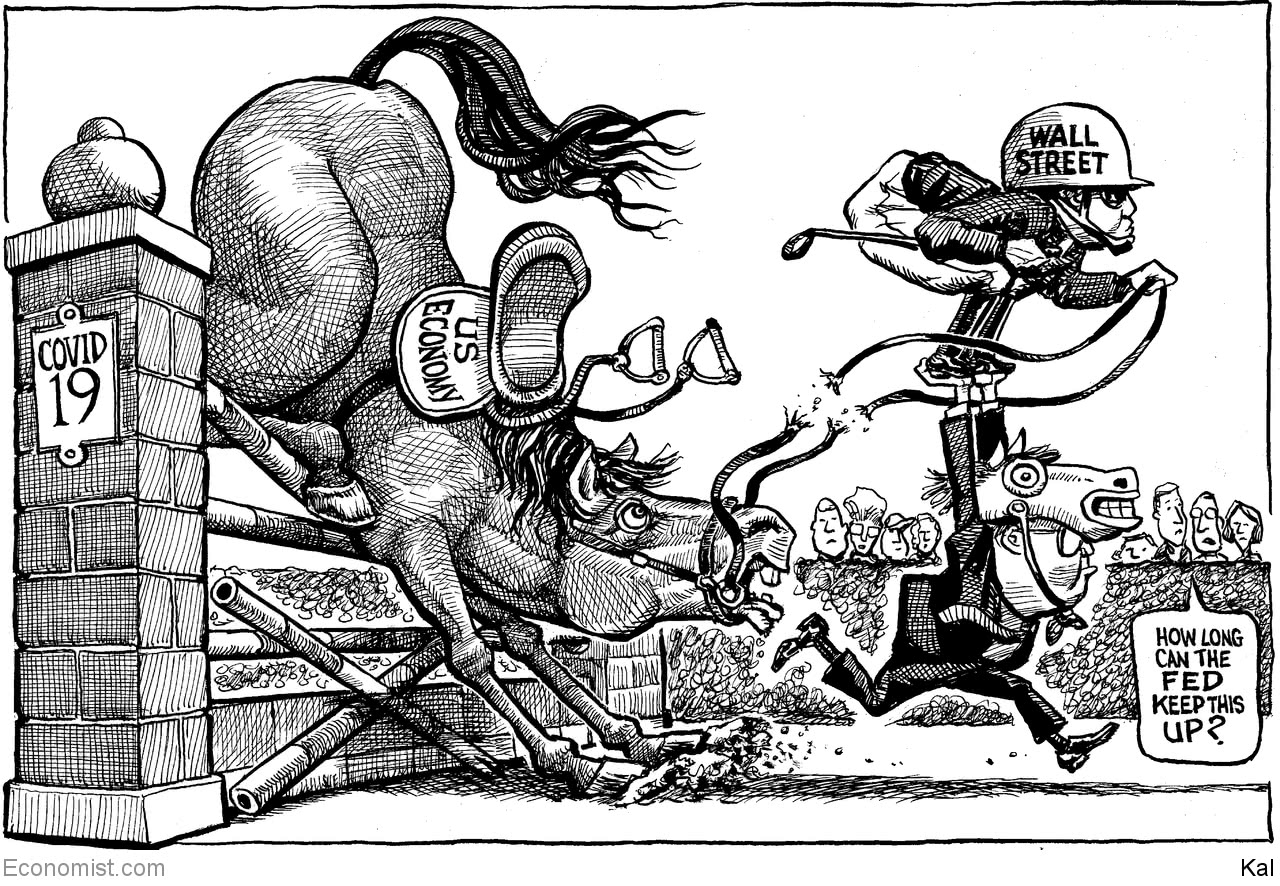 WALL
STREET
COVID
19
US
ECONOMY
HOW LONG
CAN THE
FED
KEEP THIS
UP?
Economist.com
Kal